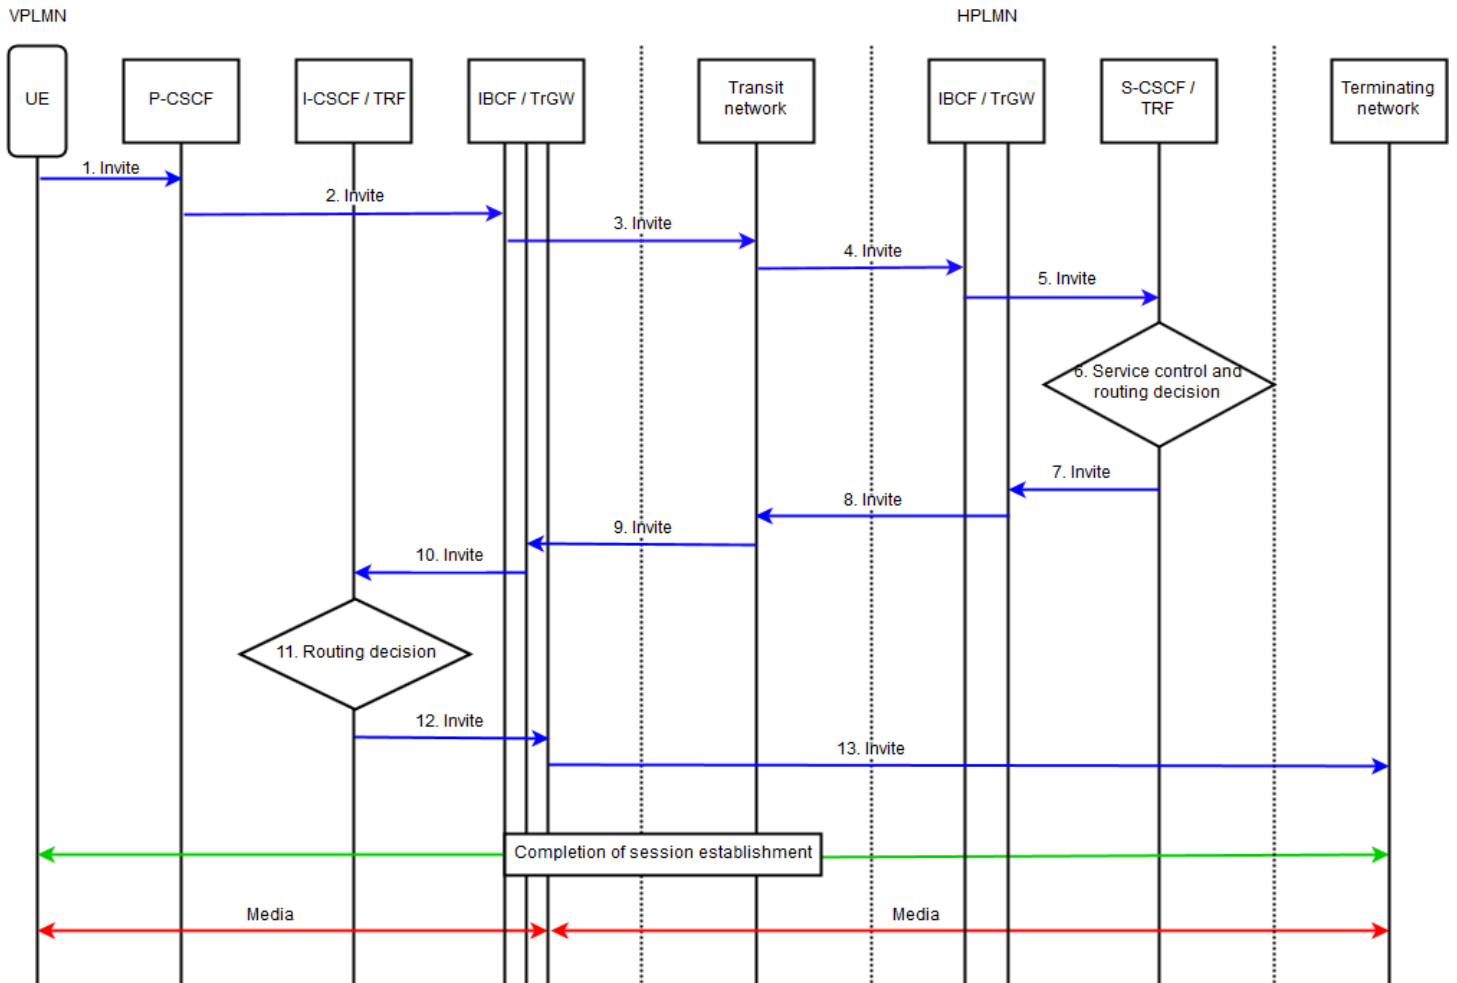 VPLMN
HPLMN
UE
P-CSCF
I-CSCF / TRF
IBCF / TrGW
Transit
network
IBCF / TrGW
S-CSCF /
TRF
Terminating
network
1. Invite
2. Invite
3. Invite
4. Invite
5. Invite
6. Service control and
routing decision
7. Invite
8. Invite
9. Invite
10. Invite
11. Routing decision
12. Invite
13. Invite
Completion of session establishment
Media
Media